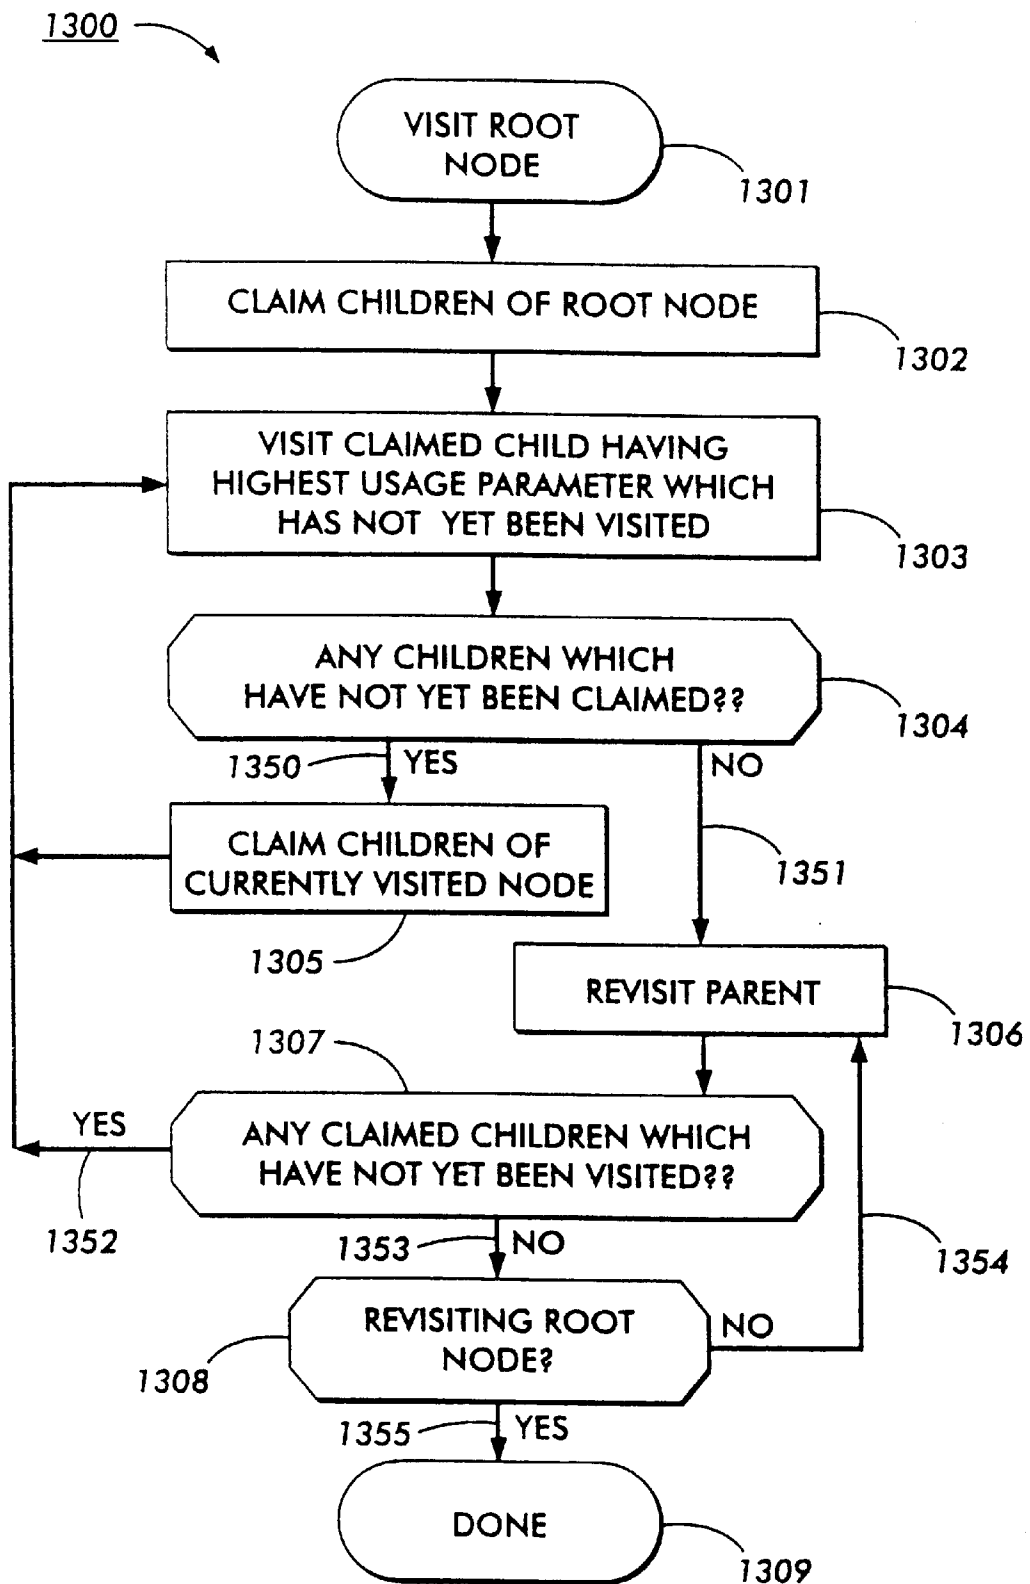 1300
VISIT ROOT
NODE
1301
CLAIM CHILDREN OF ROOT NODE
1302
VISIT CLAIMED CHILD HAVING
HIGHEST USAGE PARAMETER WHICH
HAS NOT YET BEEN VISITED
1303
ANY CHILDREN WHICH
HAVE NOT YET BEEN CLAIMED??
1304
1350
YES
NO
CLAIM CHILDREN OF
CURRENTLY VISITED NODE
1351
1305
REVISIT PARENT
1306
1307
YES
ANY CLAIMED CHILDREN WHICH
HAVE NOT YET BEEN VISITED??
1352
1353
NO
1354
REVISITING ROOT
NODE?
NO
1308
1355
YES
DONE
1309